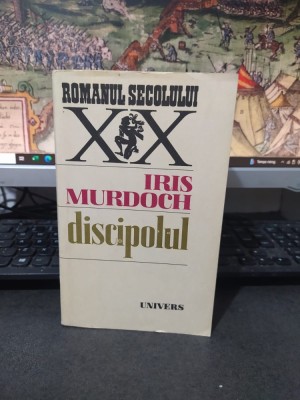 ROMANUL SECOLULUI
XX
IRIS
MURDOCH
discipolul
UNIVERS